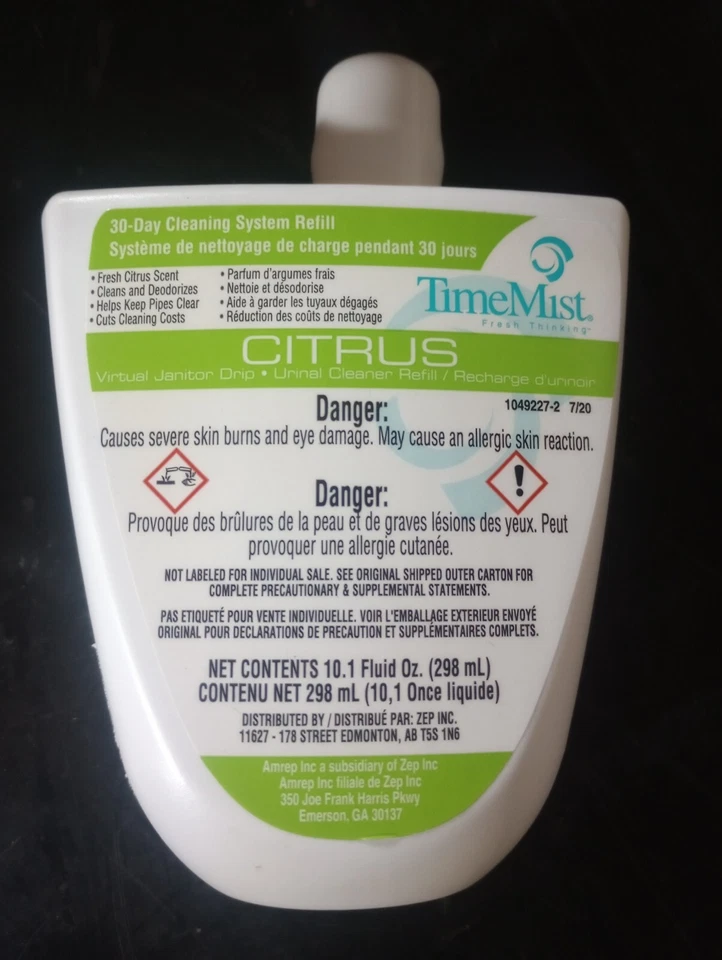 30-Day Cleaning System Refill
Système de nettoyage de charge pendant 30 jours
• Fresh Citrus Scent
• Cleans and Deodorizes
• Helps Keep Pipes Clear
• Cuts Cleaning Costs
• Parfum d'argumes frais
• Nettoie et désodorise
• Aide à garder les tuyaux dégagés
• Réduction des coûts de nettoyage
TimeMist®
Fresh Thinking™
CITRUS
Virtual Janitor Drip • Urinal Cleaner Refill / Recharge d'urinoir
1049227-2 7/20
Danger:
Causes severe skin burns and eye damage. May cause an allergic skin reaction.
Danger:
Provoque des brûlures de la peau et de graves lésions des yeux. Peut
provoquer une allergie cutanée.
NOT LABELED FOR INDIVIDUAL SALE. SEE ORIGINAL SHIPPED OUTER CARTON FOR
COMPLETE PRECAUTIONARY & SUPPLEMENTAL STATEMENTS.
PAS ETIQUETÉ POUR VENTE INDIVIDUELLE. VOIR L'EMBALLAGE EXTERIEUR ENVOYÉ
ORIGINAL POUR DECLARATIONS DE PRECAUTION ET SUPPLÉMENTAIRES COMPLETS.
NET CONTENTS 10.1 Fluid Oz. (298 mL)
CONTENU NET 298 mL (10,1 Once liquide)
DISTRIBUTED BY / DISTRIBUÉ PAR: ZEP INC.
11627 - 178 STREET EDMONTON, AB T5S 1N6
Amrep Inc a subsidiary of Zep Inc
Amrep Inc filiale de Zep Inc
350 Joe Frank Harris Pkwy
Emerson, GA 30137